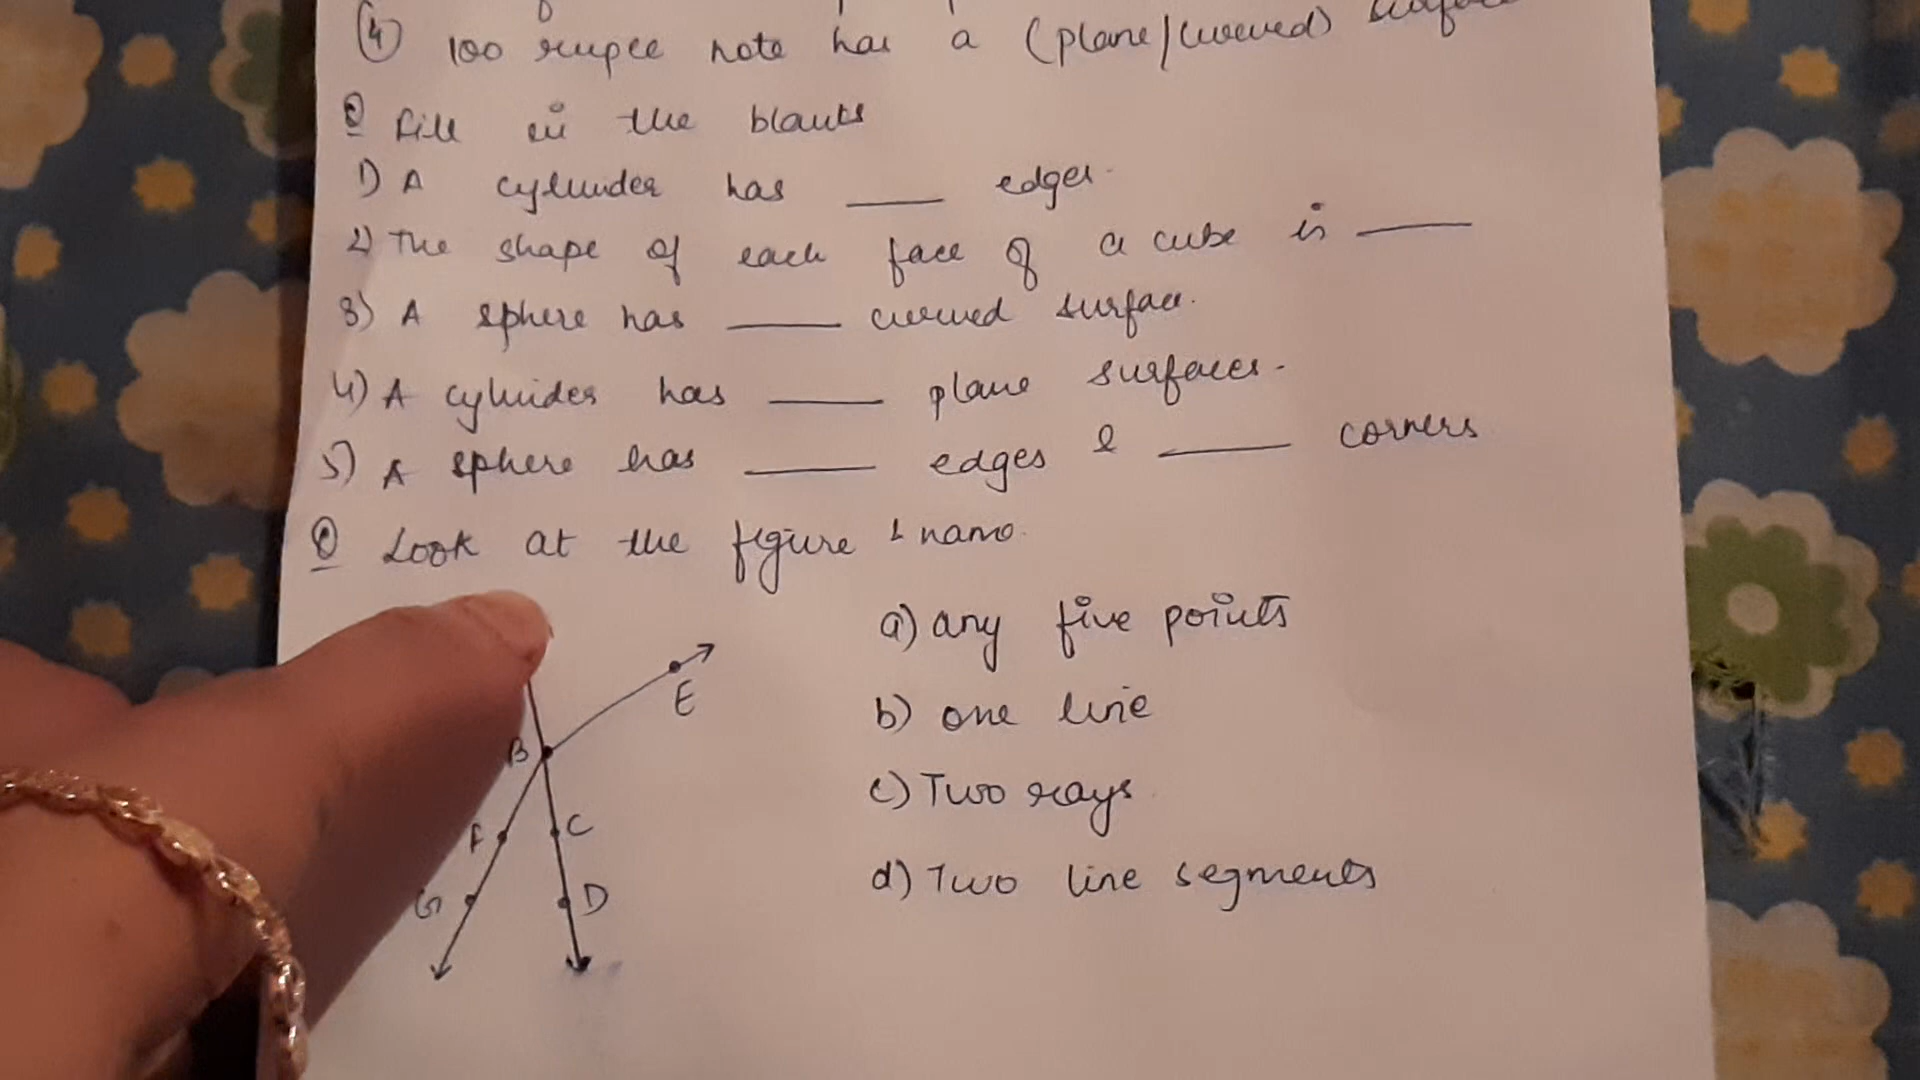 (4) 100 rupee note has a (plane/curved) surface
Q Fill in the blanks
1) A cylinder has ____ edges.
2) The shape of each face of a cube is ____
3) A sphere has ____ curved surface.
4) A cylinder has ____ plane surfaces.
5) A sphere has ____ edges & ____ corners
Q Look at the figure & name.
a) any five points
E
b) one line
B
c) Two rays
F
C
d) Two line segments
G
D